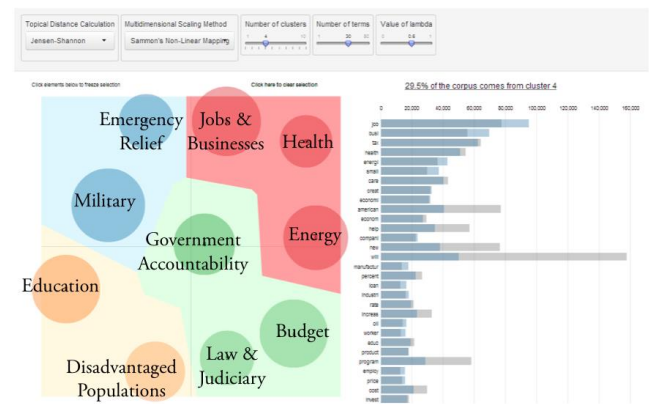 Topical Distance Calculation
Multidimensional Scaling Method
Number of clusters
Number of terms
Value of lambda
Jensen-Shannon
Sammon's Non-Linear Mapping
Click elements below to freeze selection
Click here to clear selection
29.5% of the corpus comes from cluster 4
0 20,000 40,000 60,000 80,000 100,000 120,000 140,000 160,000
Emergency
Relief
Jobs &
Businesses
Health
Military
Government
Accountability
Energy
Education
Budget
Law &
Judiciary
Disadvantaged
Populations
job
busi
tax
health
energi
small
care
creat
economi
american
econom
help
compani
new
will
manufactur
percent
loan
industri
rate
increas
oil
worker
educ
product
program
employ
price
cost
invest